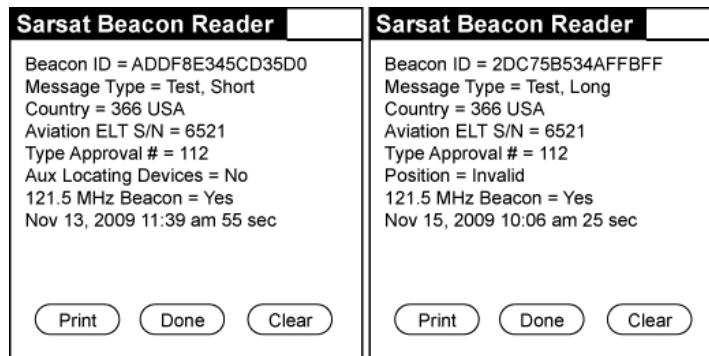 Sarsat Beacon Reader
Beacon ID = ADDF8E345CD35D0
Message Type = Test, Short
Country = 366 USA
Aviation ELT S/N = 6521
Type Approval # = 112
Aux Locating Devices = No
121.5 MHz Beacon = Yes
Nov 13, 2009 11:39 am 55 sec
Print
Done
Clear
Sarsat Beacon Reader
Beacon ID = 2DC75B534AFFBFF
Message Type = Test, Long
Country = 366 USA
Aviation ELT S/N = 6521
Type Approval # = 112
Position = Invalid
121.5 MHz Beacon = Yes
Nov 15, 2009 10:06 am 25 sec
Print
Done
Clear